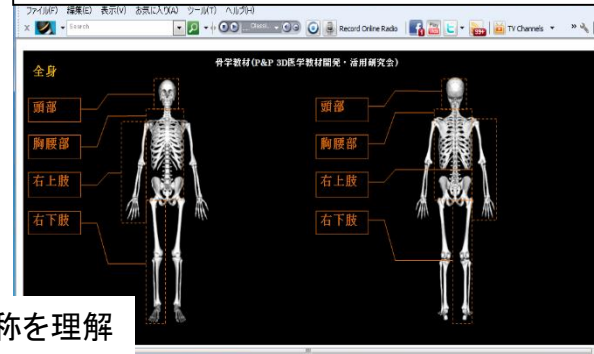 ファイル(F) 編集(E) 表示(V) お気に入り(A) ツール(T) ヘルプ(H)
x Search Record Online Radio 99+ TV Channels »
骨学教材(P&P 3D医学教材開発・活用研究会)
全身
頭部
胸腰部
右上肢
右下肢
頭部
胸腰部
右上肢
右下肢
称を理解